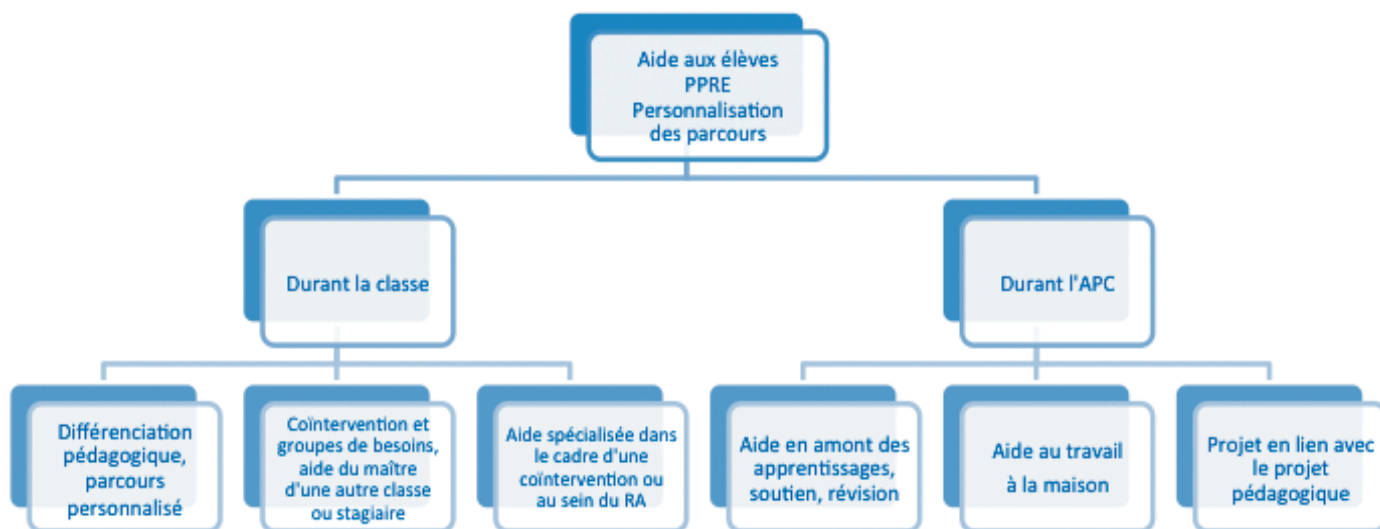 Aide aux élèves
PPRE
Personnalisation
des parcours
Durant la classe
Durant l'APC
Différenciation
pédagogique,
parcours
personnalisé
Coïntervention et
groupes de besoins,
aide du maître
d'une autre classe
ou stagiaire
Aide spécialisée dans
le cadre d'une
coïntervention ou
au sein du RA
Aide en amont des
apprentissages,
soutien, révision
Aide au travail
à la maison
Projet en lien avec
le projet
pédagogique